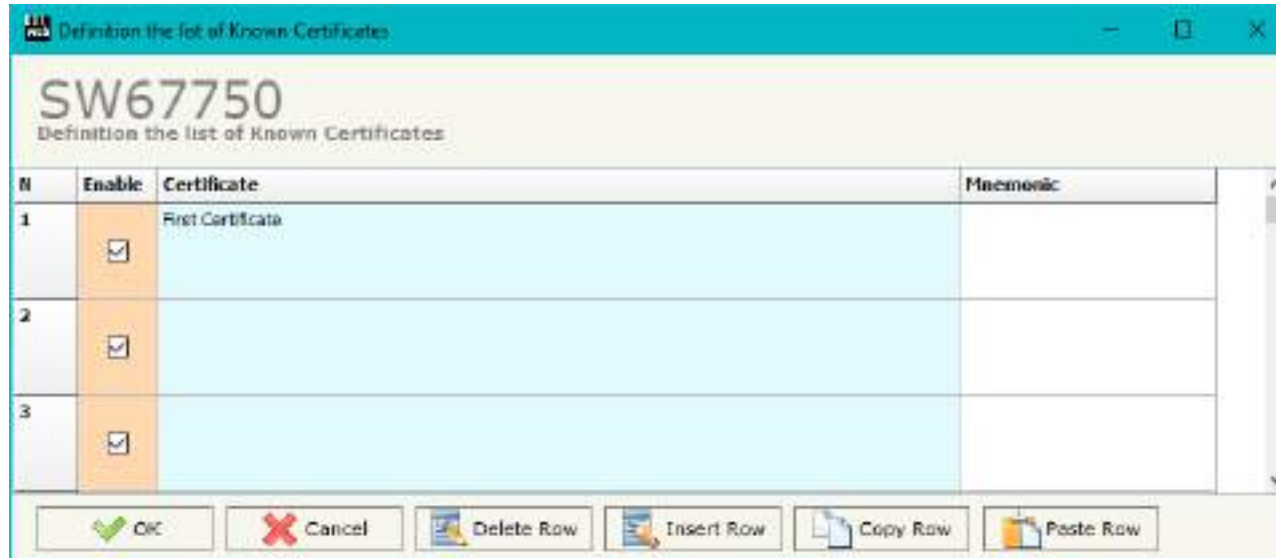 Definition the list of Known Certificates
SW67750
Definition the list of Known Certificates
N Enable Certificate Mnemonic
1 First Certificate
2
3
OK Cancel Delete Row Insert Row Copy Row Paste Row